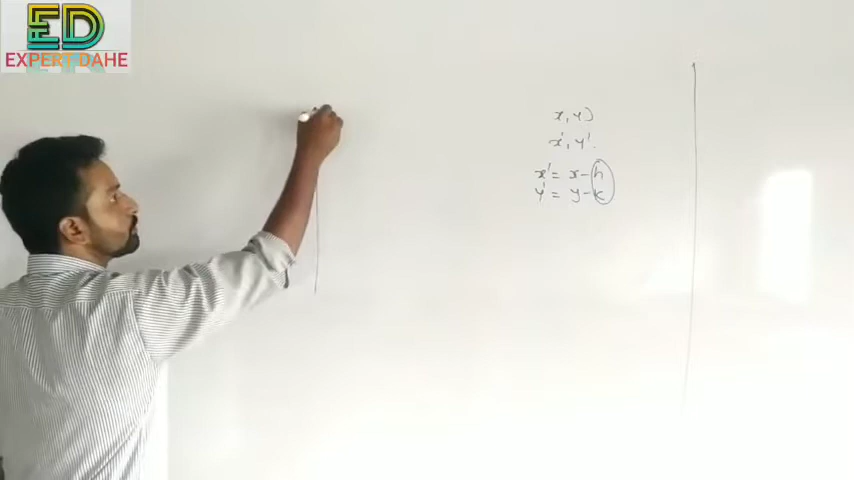 ED
EXPERT DAHE
x, y)
x', y'.
x' = x - h
y' = y - k